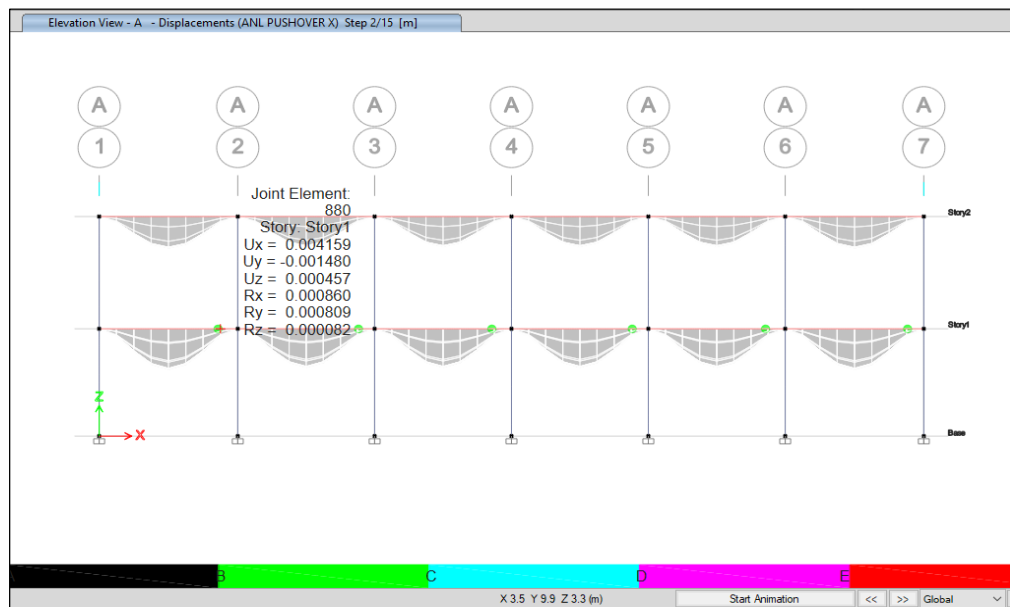 Elevation View - A - Displacements (ANL PUSHOVER X) Step 2/15 [m]
A A A A A A A
1 2 3 4 5 6 7
Joint Element:
880
Story: Story1
Ux = 0.004159
Uy = -0.001480
Uz = 0.000457
Rx = 0.000860
Ry = 0.000809
Rz = 0.000082
Story2
Story1
Z
X
Base
B C D E
X 3.5 Y 9.9 Z 3.3 (m) Start Animation << >> Global